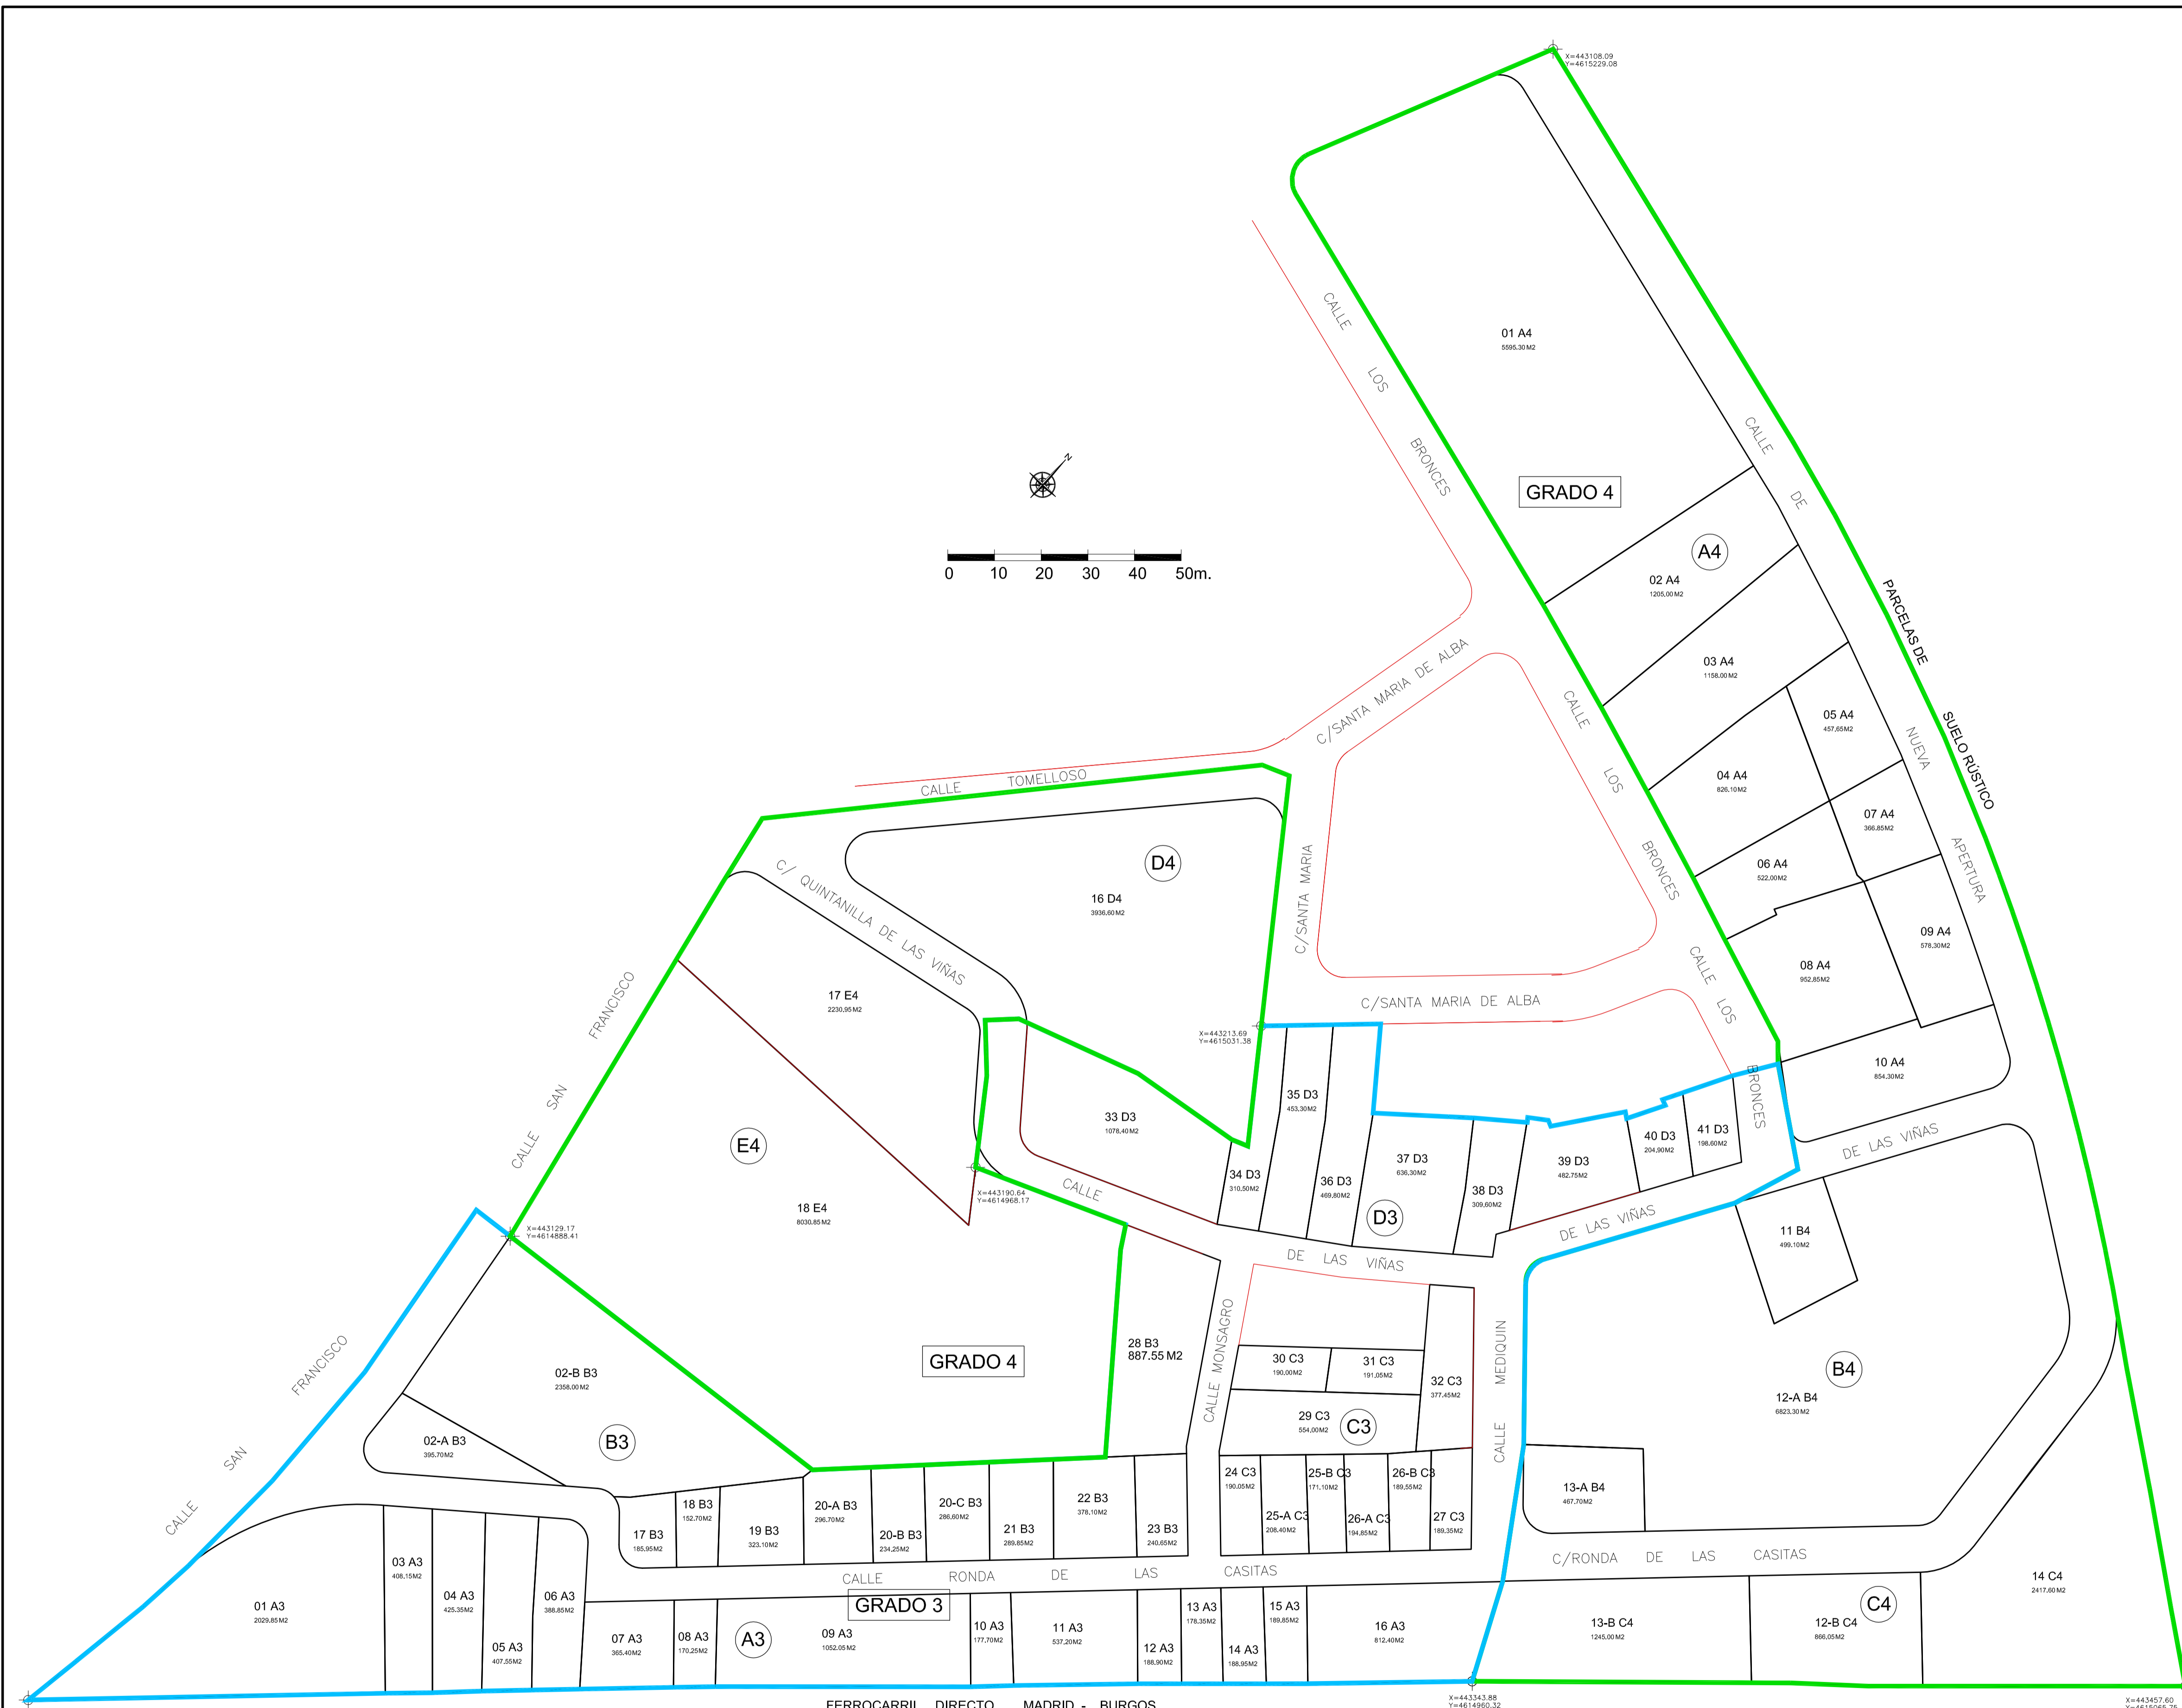 X=443108.09
Y=4615229.08
CALLE LOS BRONCES
01 A4
5595,30 M2
CALLE DE NUEVA APERTURA
GRADO 4
N
0 10 20 30 40 50m.
A4
02 A4
1205,00 M2
PARCELAS DE SUELO RÚSTICO
C/SANTA MARIA DE ALBA
03 A4
1158,00 M2
CALLE LOS BRONCES
05 A4
457,65M2
04 A4
826,10M2
07 A4
366,85M2
CALLE TOMELLOSO
06 A4
522,00M2
D4
16 D4
3936,60 M2
C/ QUINTANILLA DE LAS VIÑAS
C/SANTA MARIA
09 A4
578,30M2
08 A4
952,85M2
CALLE LOS BRONCES
17 E4
2230,95 M2
C/SANTA MARIA DE ALBA
X=443213.69
Y=4615031.38
10 A4
854,30M2
CALLE SAN FRANCISCO
33 D3
1078,40 M2
35 D3
453,30M2
E4
37 D3
636,30M2
39 D3
482,75M2
40 D3
204,90M2
41 D3
198,60M2
DE LAS VIÑAS
34 D3
310,50M2
36 D3
469,80M2
38 D3
309,60M2
X=443190.64
Y=4614968.17
CALLE DE LAS VIÑAS
D3
DE LAS VIÑAS
18 E4
8030,85 M2
X=443129.17
Y=4614888.41
11 B4
499,10M2
CALLE SAN FRANCISCO
GRADO 4
28 B3
887.55 M2
CALLE MONSAGRO
30 C3
190,00M2
31 C3
191,05M2
32 C3
377,45M2
CALLE MEDIQUIN
B4
12-A B4
6823,30 M2
02-B B3
2358,00 M2
29 C3
554,00M2
C3
02-A B3
395,70M2
B3
24 C3
190,05M2
25-B C3
171,10M2
26-B C3
189,55M2
13-A B4
467,70M2
17 B3
185,95M2
18 B3
152,70M2
19 B3
323,10M2
20-A B3
296,70M2
20-B B3
234,25M2
20-C B3
286,60M2
21 B3
289,85M2
22 B3
378,10M2
23 B3
240,65M2
25-A C3
208,40M2
26-A C3
194,85M2
27 C3
189,35M2
CALLE RONDA DE LAS CASITAS
C/RONDA DE LAS CASITAS
GRADO 3
01 A3
2029,85 M2
03 A3
408,15M2
04 A3
425,35M2
05 A3
407,55M2
06 A3
388,85M2
07 A3
365,40M2
08 A3
170,25M2
A3
09 A3
1052,05 M2
10 A3
177,70M2
11 A3
537,20M2
12 A3
188,90M2
13 A3
178,35M2
14 A3
188,95M2
15 A3
189,85M2
16 A3
812,40M2
13-B C4
1245,00 M2
12-B C4
866,05M2
C4
14 C4
2417,60 M2
FERROCARRIL DIRECTO MADRID - BURGOS
X=443343.88
Y=4614960.32
X=443457.60